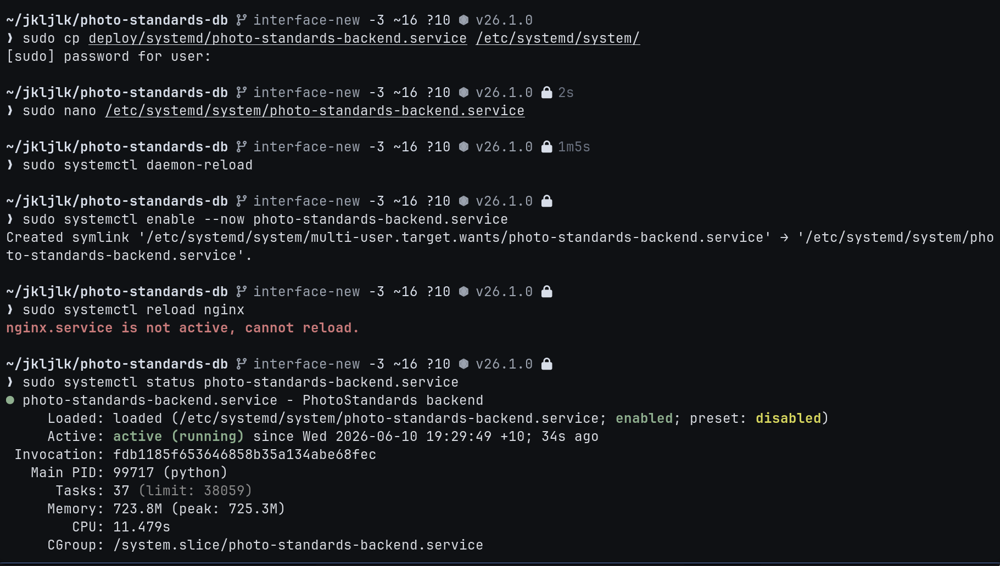 ~/jkljlk/photo-standards-db interface-new -3 ~16 ?10 v26.1.0
❯ sudo cp deploy/systemd/photo-standards-backend.service /etc/systemd/system/
[sudo] password for user:
~/jkljlk/photo-standards-db interface-new -3 ~16 ?10 v26.1.0 2s
❯ sudo nano /etc/systemd/system/photo-standards-backend.service
~/jkljlk/photo-standards-db interface-new -3 ~16 ?10 v26.1.0 1m5s
❯ sudo systemctl daemon-reload
~/jkljlk/photo-standards-db interface-new -3 ~16 ?10 v26.1.0
❯ sudo systemctl enable --now photo-standards-backend.service
Created symlink '/etc/systemd/system/multi-user.target.wants/photo-standards-backend.service' → '/etc/systemd/system/pho
to-standards-backend.service'.
~/jkljlk/photo-standards-db interface-new -3 ~16 ?10 v26.1.0
❯ sudo systemctl reload nginx
nginx.service is not active, cannot reload.
~/jkljlk/photo-standards-db interface-new -3 ~16 ?10 v26.1.0
❯ sudo systemctl status photo-standards-backend.service
● photo-standards-backend.service - PhotoStandards backend
Loaded: loaded (/etc/systemd/system/photo-standards-backend.service; enabled; preset: disabled)
Active: active (running) since Wed 2026-06-10 19:29:49 +10; 34s ago
Invocation: fdb1185f653646858b35a134abe68fec
Main PID: 99717 (python)
Tasks: 37 (limit: 38059)
Memory: 723.8M (peak: 725.3M)
CPU: 11.479s
CGroup: /system.slice/photo-standards-backend.service